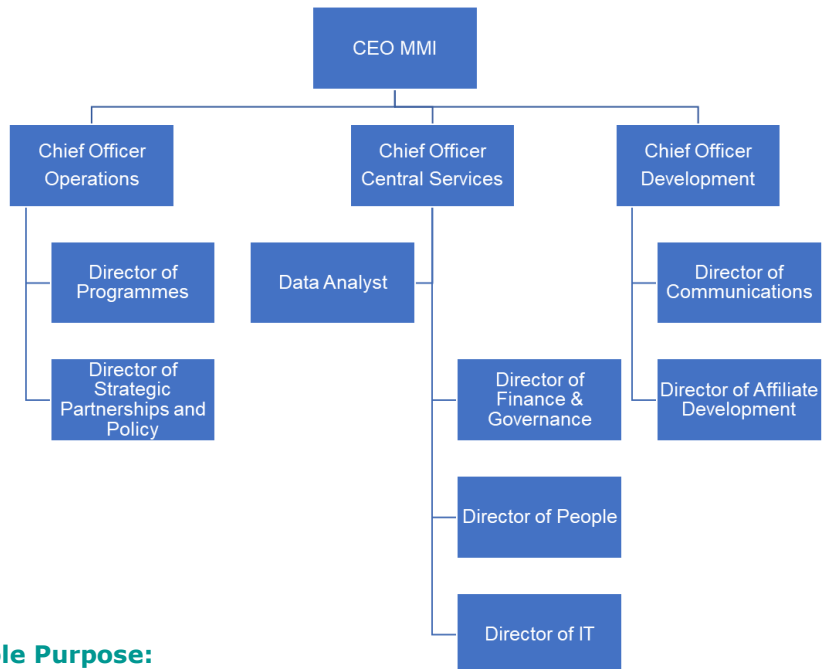 CEO MMI
Chief Officer
Operations
Chief Officer
Central Services
Chief Officer
Development
Director of
Programmes
Data Analyst
Director of
Communications
Director of
Strategic
Partnerships and
Policy
Director of
Finance &
Governance
Director of Affiliate
Development
Director of People
Director of IT
Purpose: